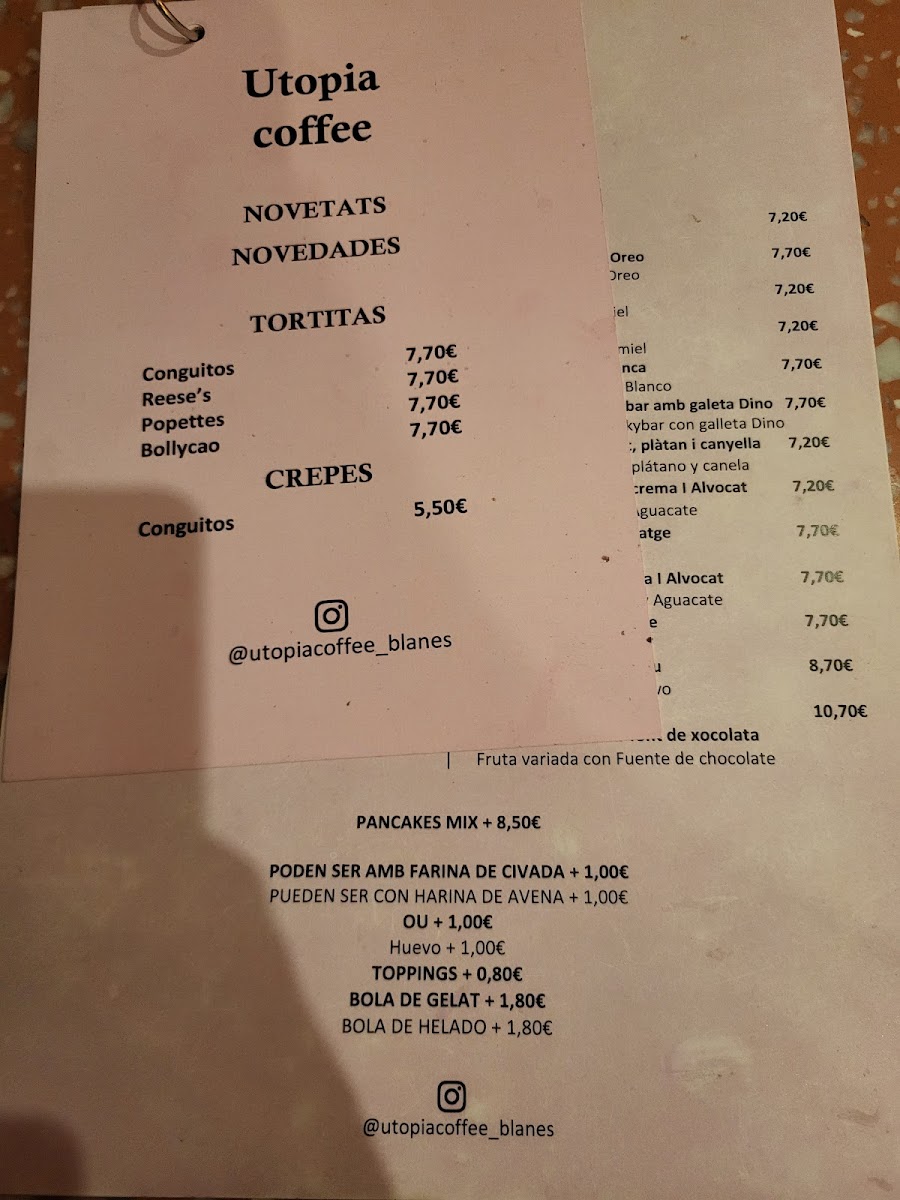 Utopia
coffee
NOVETATS
NOVEDADES
TORTITAS
Conguitos 7,70€
Reese's 7,70€
Popettes 7,70€
Bollycao 7,70€
CREPES
Conguitos 5,50€
@utopiacoffee_blanes
7,20€
Oreo 7,70€
Oreo
7,20€
iel
7,20€
miel
nca 7,70€
Blanco
bar amb galeta Dino 7,70€
kybar con galleta Dino
, plàtan i canyella 7,20€
plátano y canela
crema I Alvocat 7,20€
Aguacate
atge 7,70€
a I Alvocat 7,70€
Aguacate
e 7,70€
u 8,70€
vo
10,70€
de xocolata
| Fruta variada con Fuente de chocolate
PANCAKES MIX + 8,50€
PODEN SER AMB FARINA DE CIVADA + 1,00€
PUEDEN SER CON HARINA DE AVENA + 1,00€
OU + 1,00€
Huevo + 1,00€
TOPPINGS + 0,80€
BOLA DE GELAT + 1,80€
BOLA DE HELADO + 1,80€
@utopiacoffee_blanes